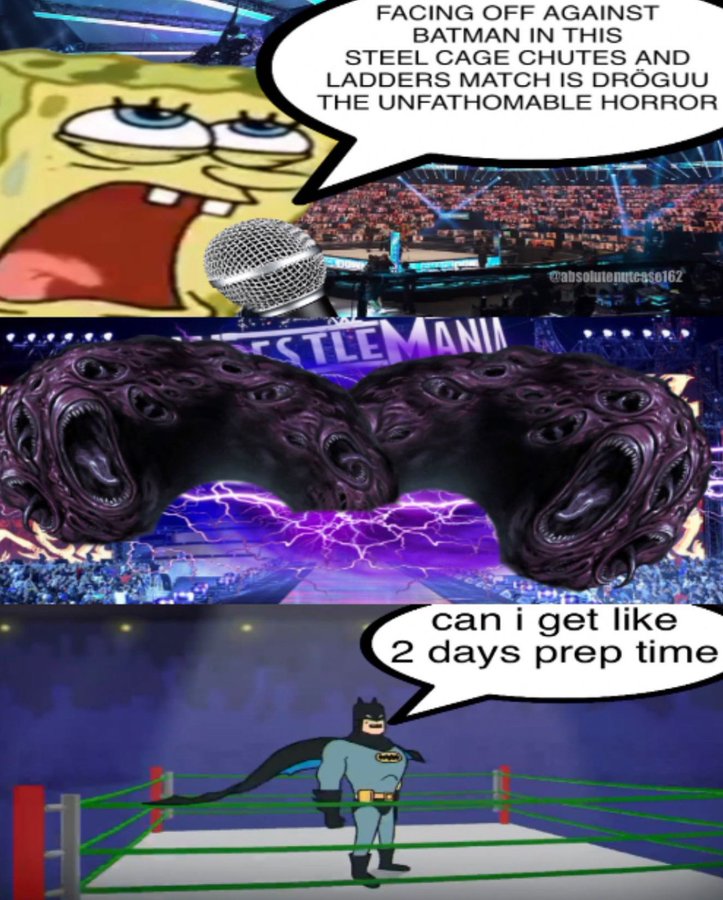 FACING OFF AGAINST
BATMAN IN THIS
STEEL CAGE CHUTES AND
LADDERS MATCH IS DRÖGUU
THE UNFATHOMABLE HORROR
@absolutenutcase162
WRESTLEMANIA
can i get like
2 days prep time